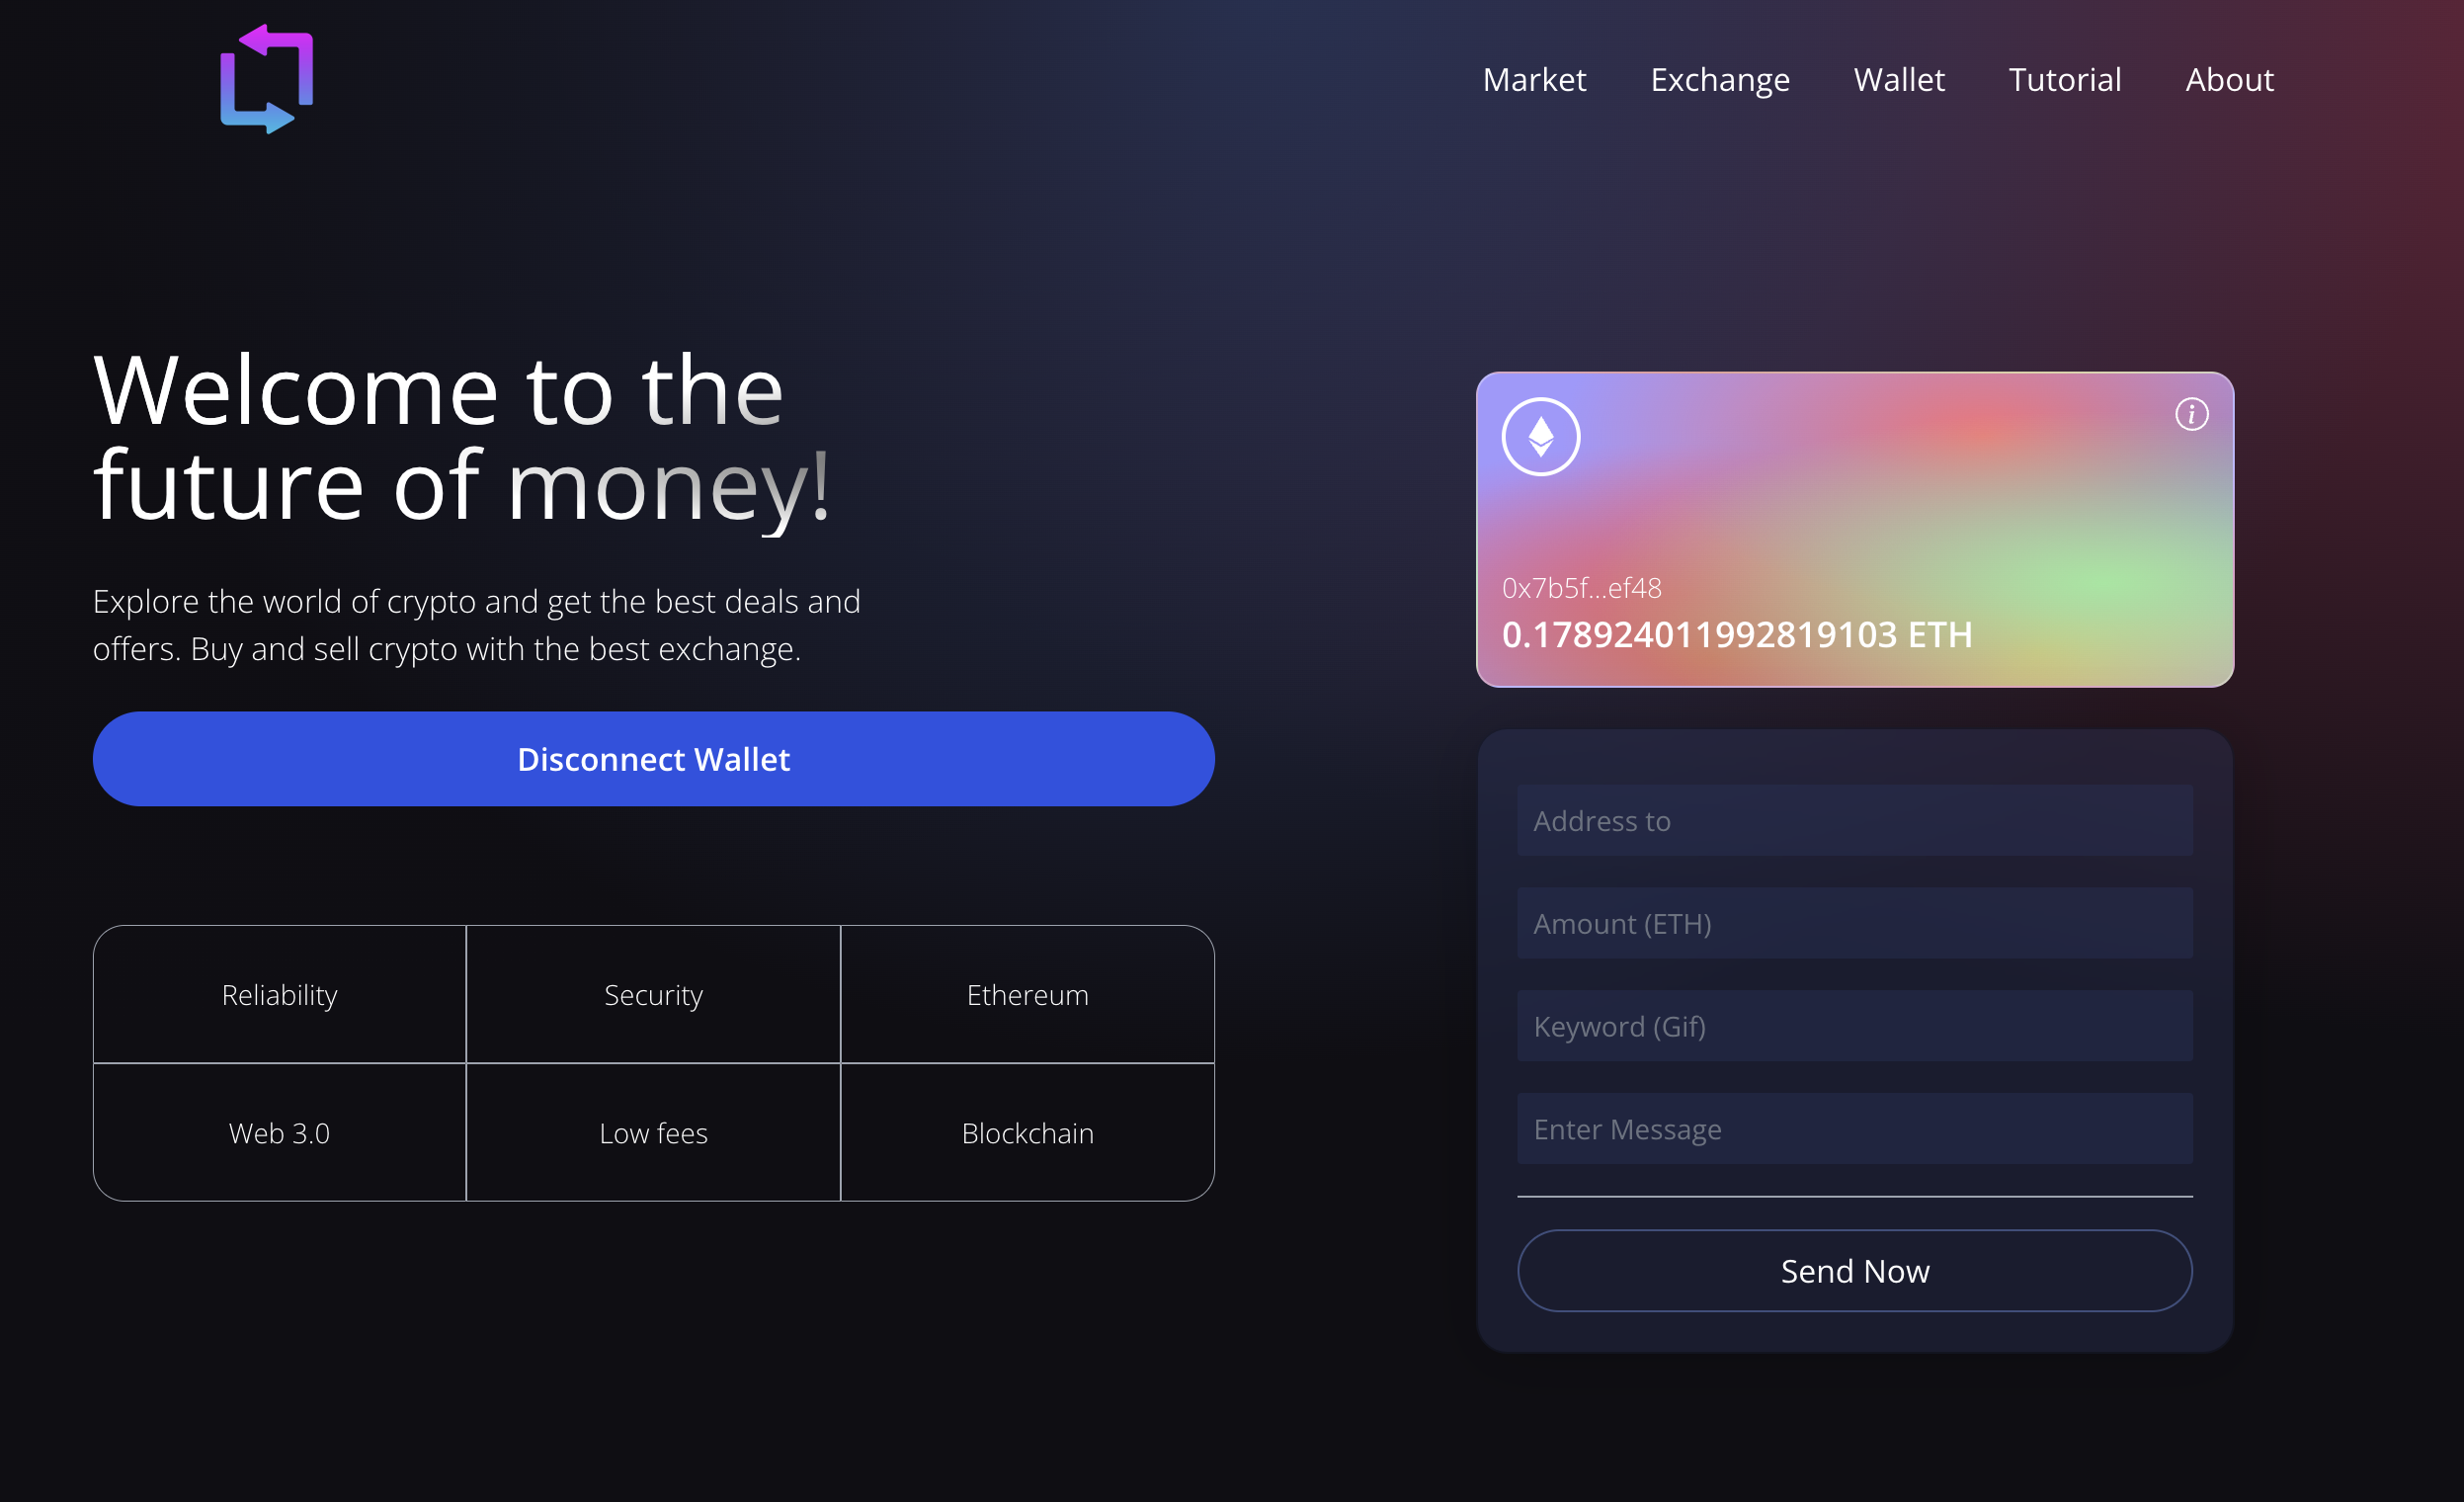 Market
Exchange
Wallet
Tutorial
About
Welcome to the
future of money!
Explore the world of crypto and get the best deals and
offers. Buy and sell crypto with the best exchange.
Disconnect Wallet
Reliability
Security
Ethereum
Web 3.0
Low fees
Blockchain
i
0x7b5f...ef48
0.178924011992819103 ETH
Address to
Amount (ETH)
Keyword (Gif)
Enter Message
Send Now